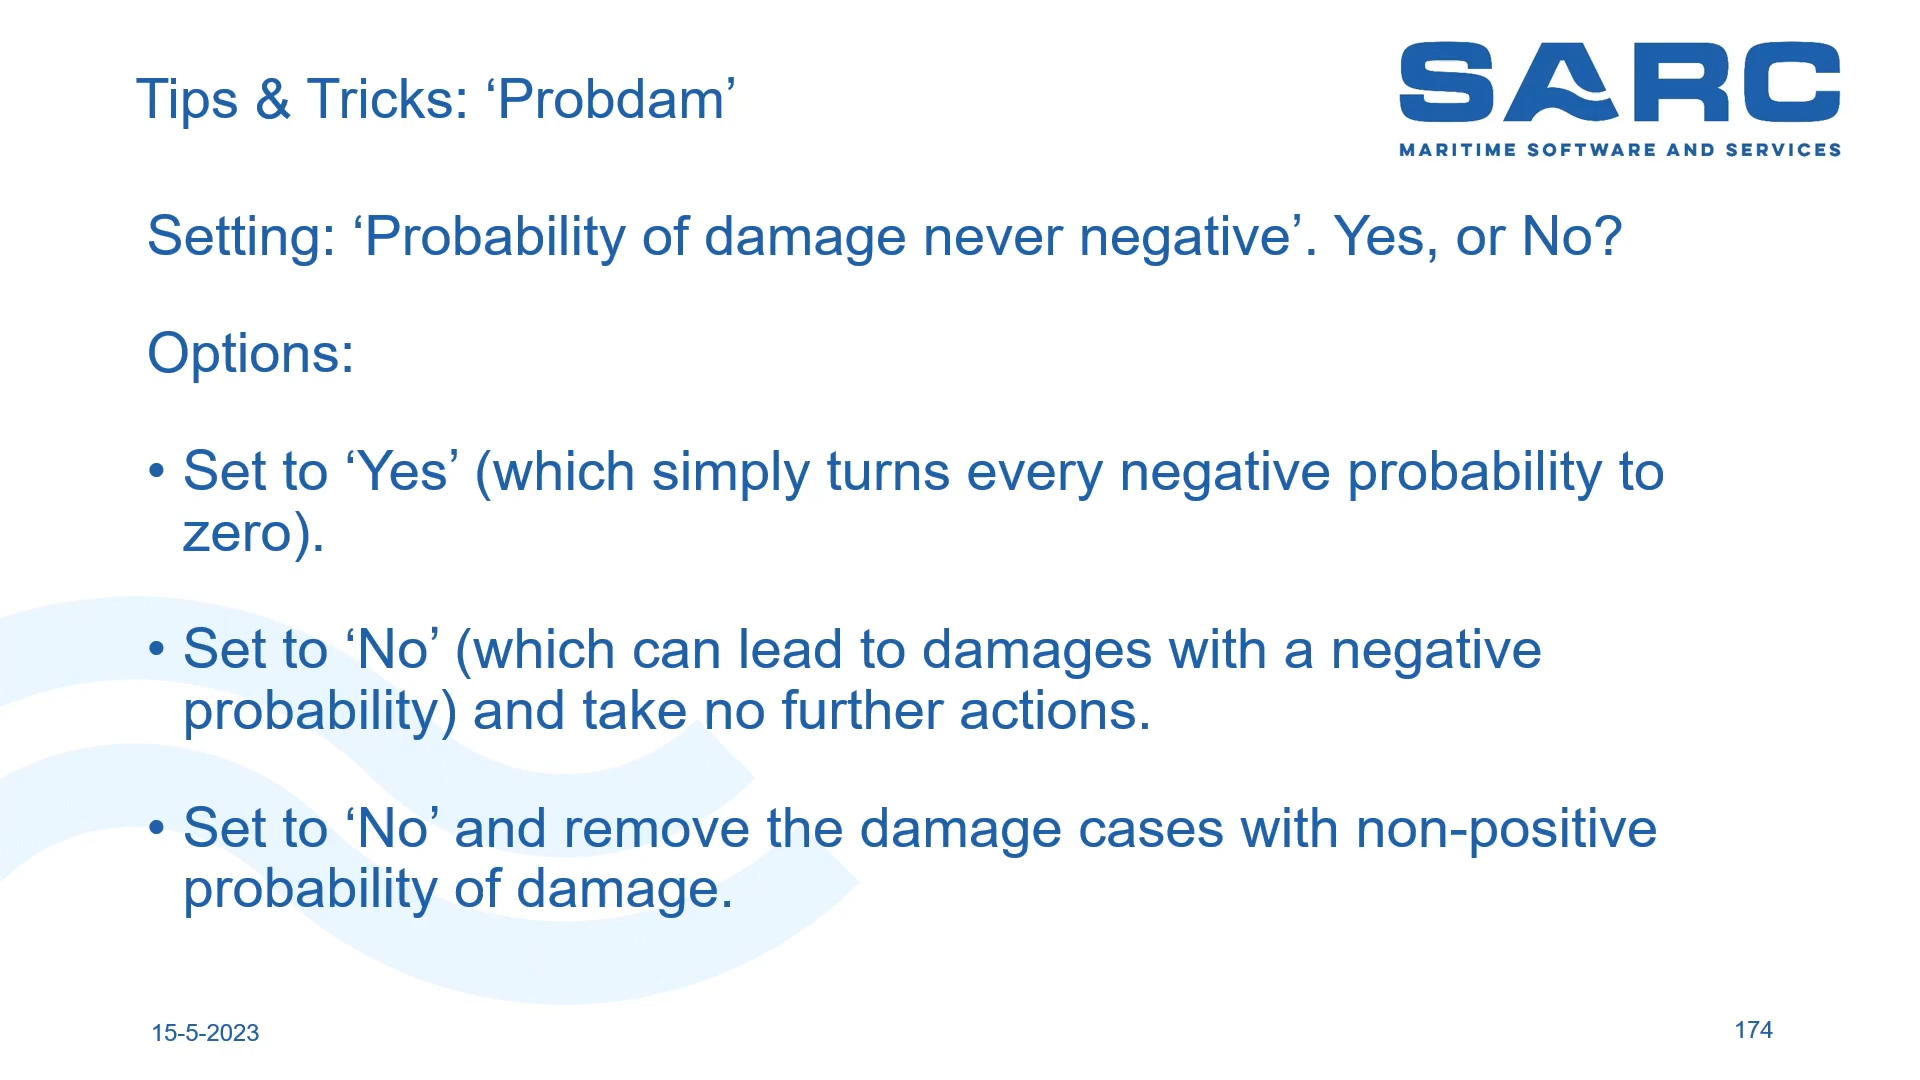 Tips & Tricks: ‘Probdam’
SARC
MARITIME SOFTWARE AND SERVICES
Setting: ‘Probability of damage never negative’. Yes, or No?
Options:
• Set to ‘Yes’ (which simply turns every negative probability to
zero).
• Set to ‘No’ (which can lead to damages with a negative
probability) and take no further actions.
• Set to ‘No’ and remove the damage cases with non-positive
probability of damage.
15-5-2023
174